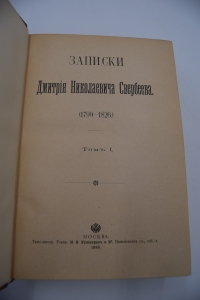 ЗАПИСКИ
Дмитрія Николаевича Свербеева.
(1799–1826)
Томъ I.
МОСКВА.